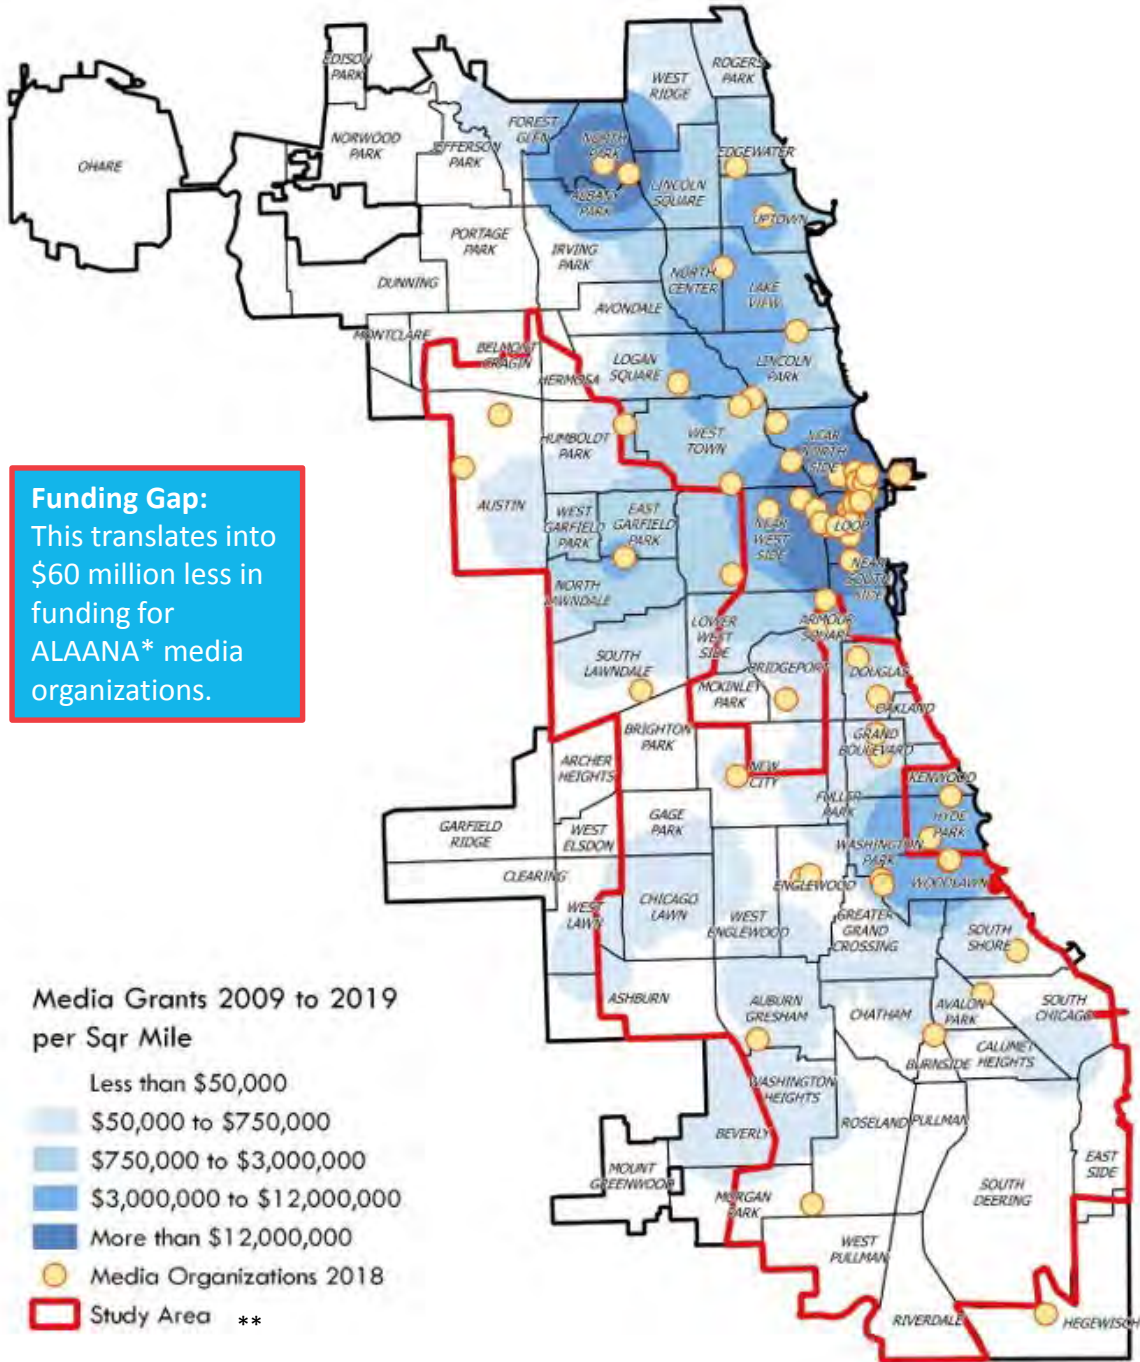 EDISON
PARK
ROGERS
PARK
WEST
RIDGE
FOREST
GLEN
NORTH
PARK
NORWOOD
PARK
JEFFERSON
PARK
OHARE
EDGEWATER
LINCOLN
SQUARE
ALBANY
PARK
UPTOWN
PORTAGE
PARK
IRVING
PARK
DUNNING
NORTH
CENTER
LAKE
VIEW
AVONDALE
MONTCLARE
BELMONT
CRAGIN
LOGAN
SQUARE
LINCOLN
PARK
HERMOSA
HUMBOLDT
PARK
WEST
TOWN
NEAR
NORTH
SIDE
AUSTIN
WEST
GARFIELD
PARK
EAST
GARFIELD
PARK
NEAR
WEST
SIDE
LOOP
NEAR
SOUTH
SIDE
NORTH
LAWNDALE
LOWER
WEST
SIDE
ARMOUR
SQUARE
SOUTH
LAWNDALE
BRIDGEPORT
DOUGLAS
MCKINLEY
PARK
OAKLAND
BRIGHTON
PARK
GRAND
BOULEVARD
ARCHER
HEIGHTS
NEW
CITY
KENWOOD
FULLER
PARK
HYDE
PARK
GARFIELD
RIDGE
WEST
ELSDON
GAGE
PARK
WASHINGTON
PARK
CLEARING
ENGLEWOOD
WOODLAWN
WEST
LAWN
CHICAGO
LAWN
WEST
ENGLEWOOD
GREATER
GRAND
CROSSING
SOUTH
SHORE
ASHBURN
AUBURN
GRESHAM
CHATHAM
AVALON
PARK
SOUTH
CHICAGO
BURNSIDE
CALUMET
HEIGHTS
WASHINGTON
HEIGHTS
ROSELAND
PULLMAN
BEVERLY
EAST
SIDE
MOUNT
GREENWOOD
MORGAN
PARK
SOUTH
DEERING
WEST
PULLMAN
RIVERDALE
HEGEWISCH
Funding Gap:
This translates into
$60 million less in
funding for
ALAANA* media
organizations.
Media Grants 2009 to 2019
per Sqr Mile
Less than $50,000
$50,000 to $750,000
$750,000 to $3,000,000
$3,000,000 to $12,000,000
More than $12,000,000
Media Organizations 2018
Study Area **